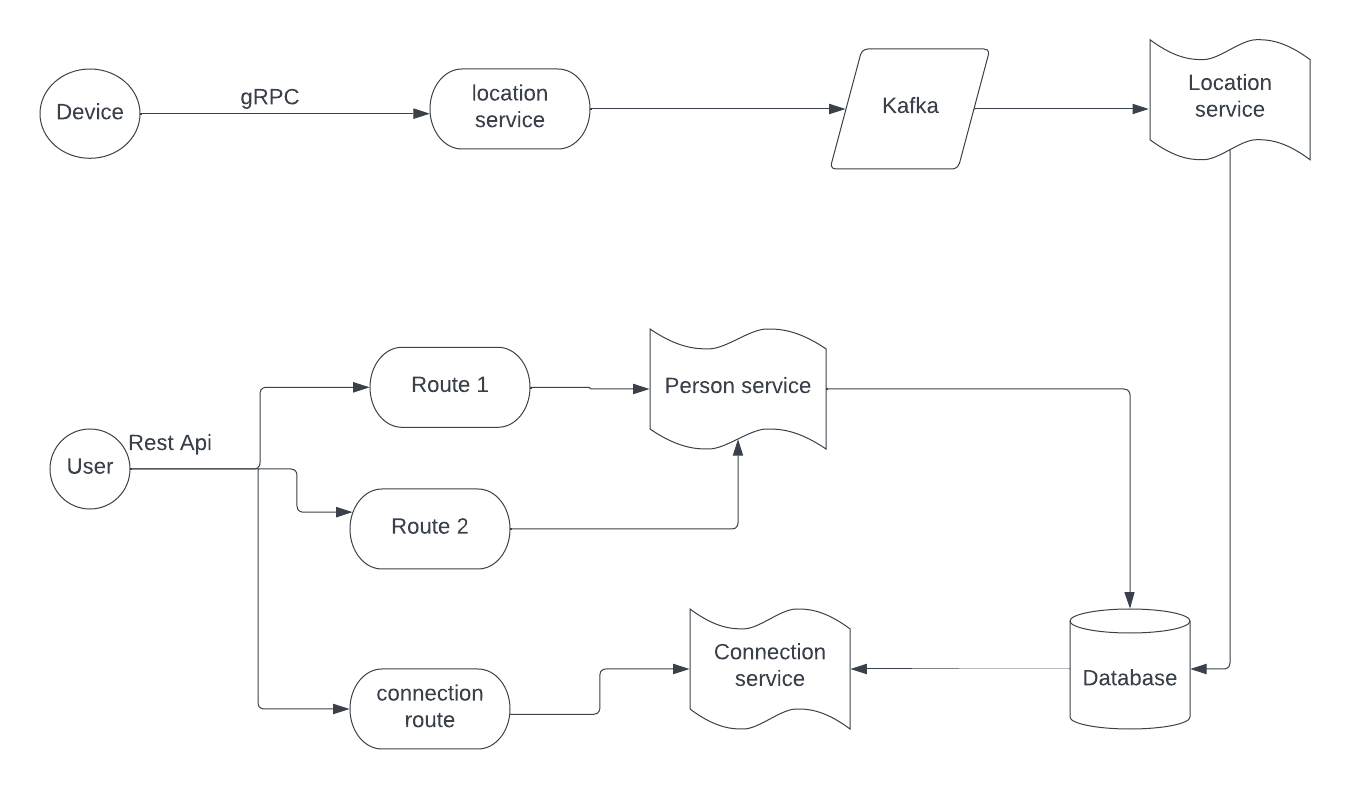 gRPC
Device
location
service
Kafka
Location
service
Route 1
Person service
Rest Api
User
Route 2
Connection
service
Database
connection
route